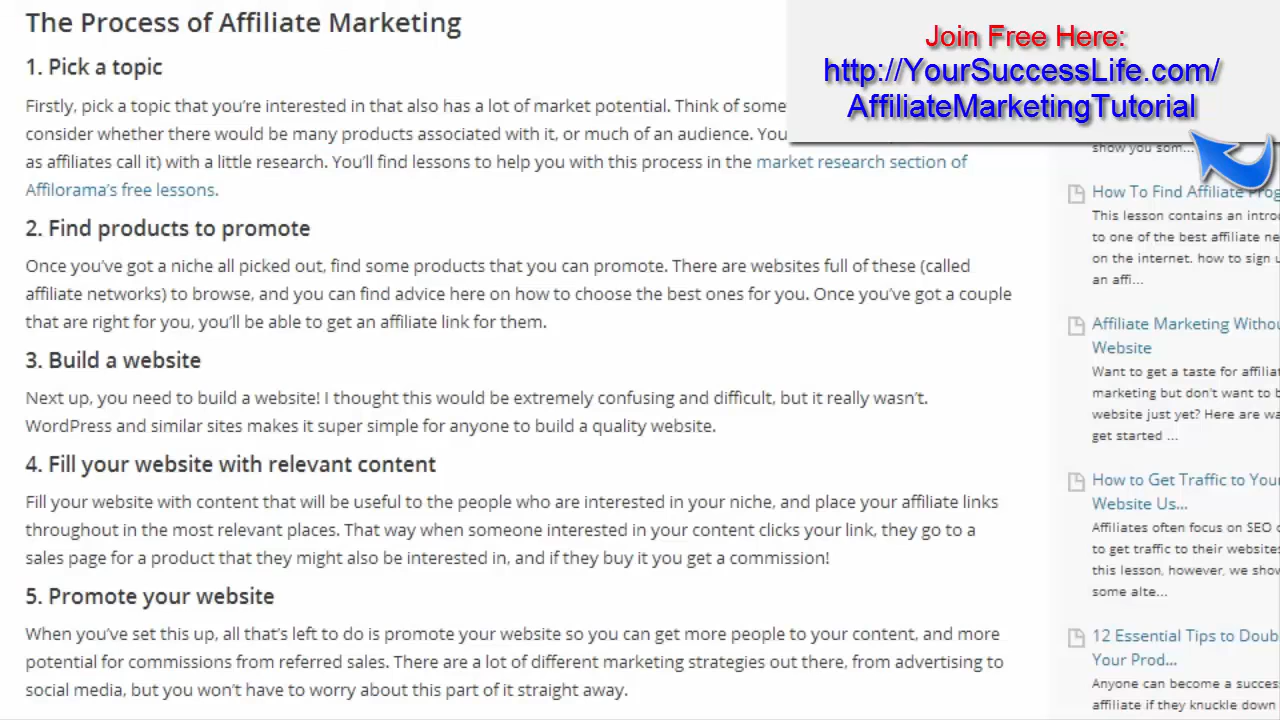 The Process of Affiliate Marketing
1. Pick a topic
Firstly, pick a topic that you're interested in that also has a lot of market potential. Think of some
consider whether there would be many products associated with it, or much of an audience. You
as affiliates call it) with a little research. You'll find lessons to help you with this process in the market research section of
Affilorama's free lessons.
2. Find products to promote
Once you've got a niche all picked out, find some products that you can promote. There are websites full of these (called
affiliate networks) to browse, and you can find advice here on how to choose the best ones for you. Once you've got a couple
that are right for you, you'll be able to get an affiliate link for them.
3. Build a website
Next up, you need to build a website! I thought this would be extremely confusing and difficult, but it really wasn't.
WordPress and similar sites makes it super simple for anyone to build a quality website.
4. Fill your website with relevant content
Fill your website with content that will be useful to the people who are interested in your niche, and place your affiliate links
throughout in the most relevant places. That way when someone interested in your content clicks your link, they go to a
sales page for a product that they might also be interested in, and if they buy it you get a commission!
5. Promote your website
When you've set this up, all that's left to do is promote your website so you can get more people to your content, and more
potential for commissions from referred sales. There are a lot of different marketing strategies out there, from advertising to
social media, but you won't have to worry about this part of it straight away.
Join Free Here:
http://YourSuccessLife.com/
AffiliateMarketingTutorial
show you som...
How To Find Affiliate Prog
This lesson contains an introd
to one of the best affiliate ne
on the internet. how to sign u
an affi...
Affiliate Marketing Withou
Website
Want to get a taste for affiliat
marketing but don't want to b
website just yet? Here are wa
get started ...
How to Get Traffic to Your
Website Us...
Affiliates often focus on SEO o
to get traffic to their websites
this lesson, however, we show
some alte...
12 Essential Tips to Doub
Your Prod...
Anyone can become a success
affiliate if they knuckle down